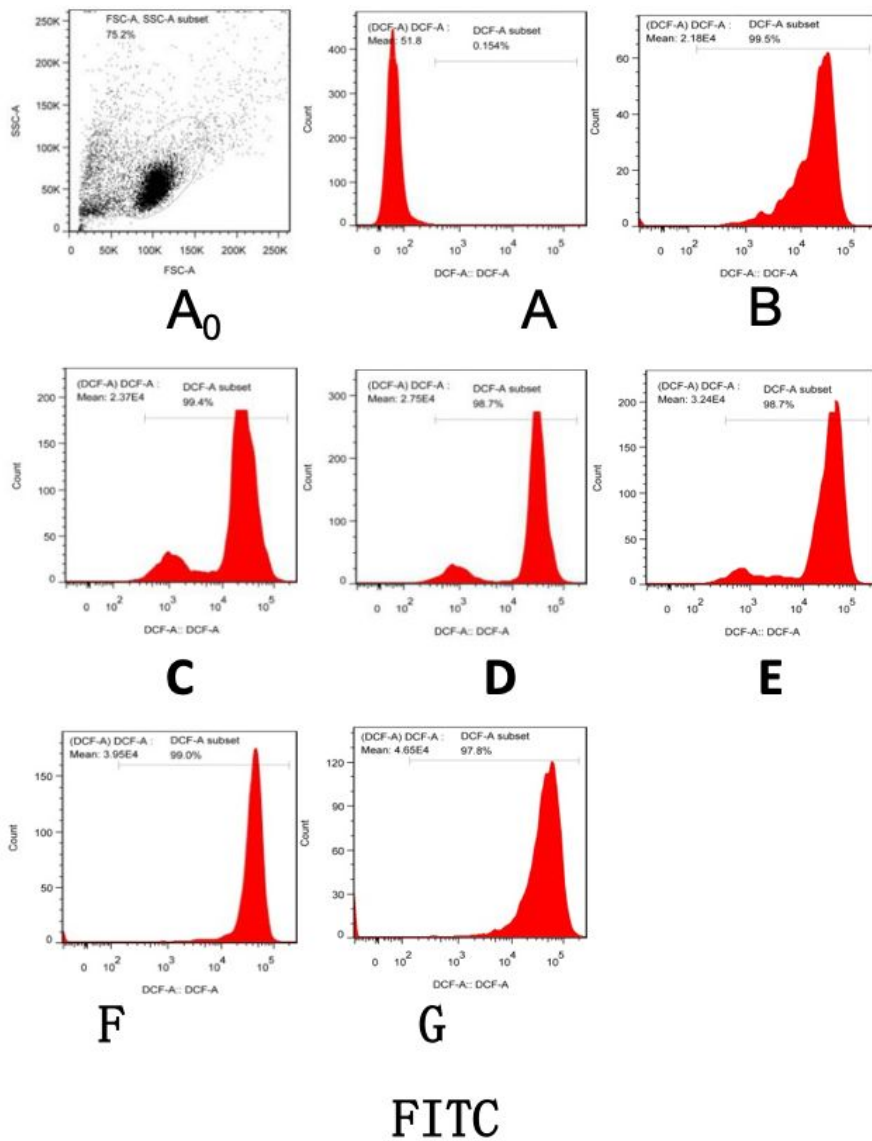 FSC-A, SSC-A subset
75.2%
250K
200K
150K
100K
50K
0
SSC-A
0 50K 100K 150K 200K 250K
FSC-A
A0
(DCF-A) DCF-A :
Mean: 51.8
DCF-A subset
0.154%
400
300
200
100
0
Count
0 10^2 10^3 10^4 10^5
DCF-A:: DCF-A
A
(DCF-A) DCF-A :
Mean: 2.18E4
DCF-A subset
99.5%
60
40
20
0
Count
0 10^2 10^3 10^4 10^5
DCF-A:: DCF-A
B
(DCF-A) DCF-A :
Mean: 2.37E4
DCF-A subset
99.4%
200
150
100
50
0
Count
0 10^2 10^3 10^4 10^5
DCF-A:: DCF-A
C
(DCF-A) DCF-A :
Mean: 2.75E4
DCF-A subset
98.7%
300
200
100
0
Count
0 10^2 10^3 10^4 10^5
DCF-A:: DCF-A
D
(DCF-A) DCF-A :
Mean: 3.24E4
DCF-A subset
98.7%
200
150
100
50
0
Count
0 10^2 10^3 10^4 10^5
DCF-A:: DCF-A
E
(DCF-A) DCF-A :
Mean: 3.95E4
DCF-A subset
99.0%
150
100
50
0
Count
0 10^2 10^3 10^4 10^5
DCF-A:: DCF-A
F
(DCF-A) DCF-A :
Mean: 4.65E4
DCF-A subset
97.8%
120
90
60
30
0
Count
0 10^2 10^3 10^4 10^5
DCF-A:: DCF-A
G
FITC